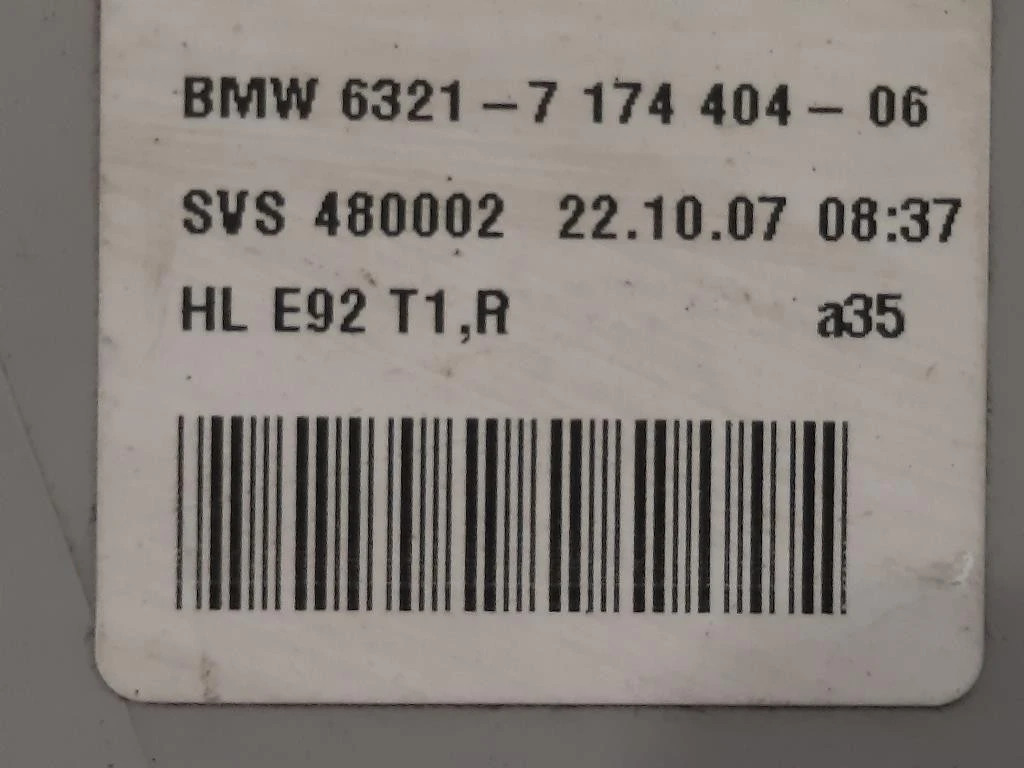 BMW 6321-7 174 404- 06
SVS 480002 22.10.07 08:37
HL E92 T1,R a35